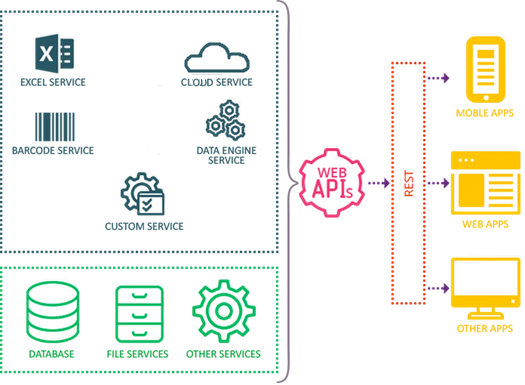 X
EXCEL SERVICE
CLOUD SERVICE
BARCODE SERVICE
DATA ENGINE
SERVICE
CUSTOM SERVICE
WEB
APIs
REST
MOBLE APPS
WEB APPS
OTHER APPS
DATABASE
FILE SERVICES
OTHER SERVICES